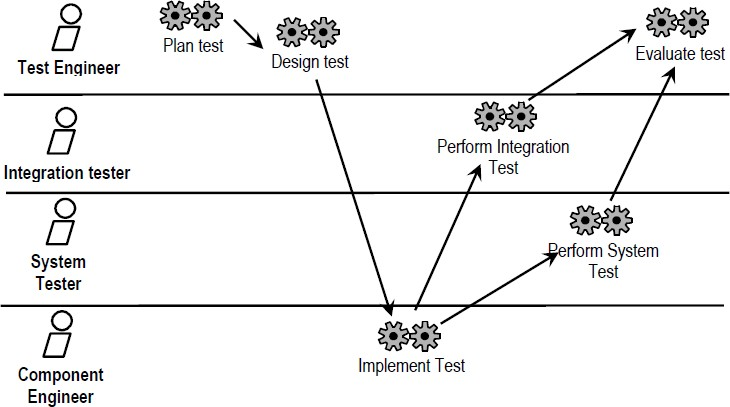 Plan test
Design test
Evaluate test
Test Engineer
Perform Integration
Test
Integration tester
Perform System
Test
System
Tester
Implement Test
Component
Engineer